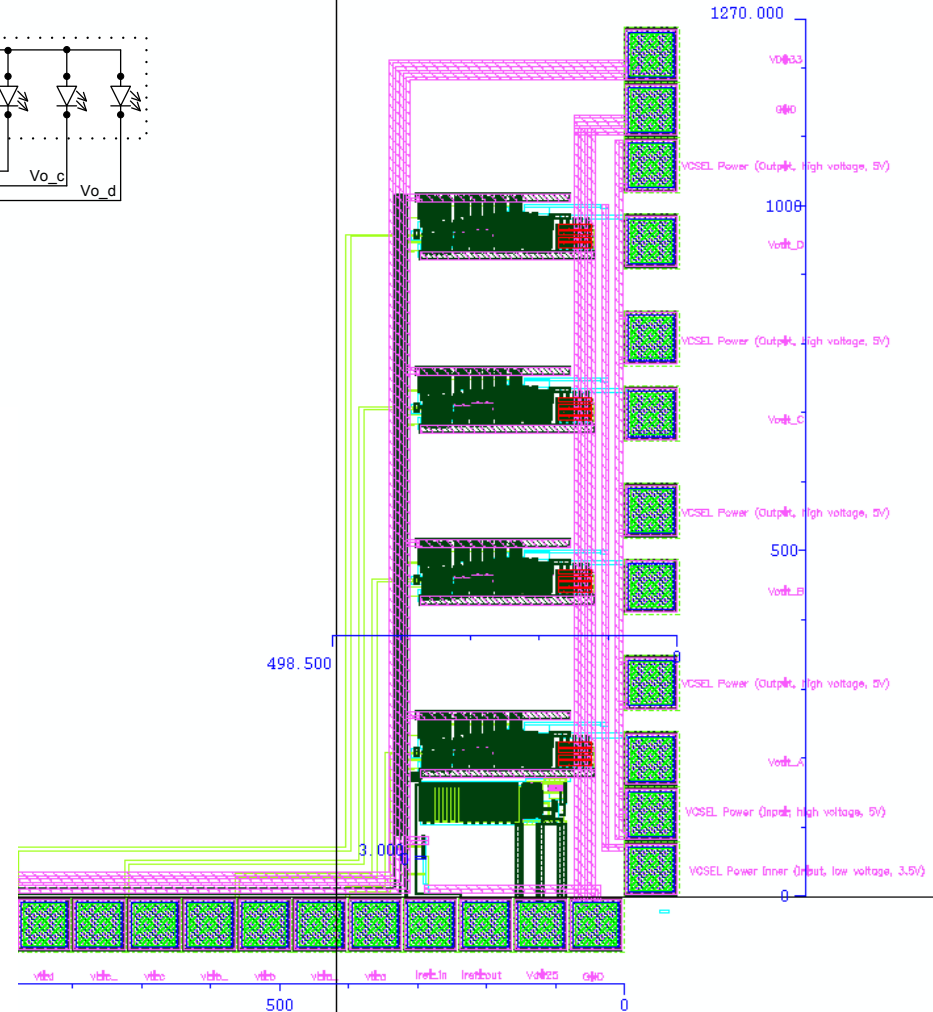 1270.000
VDD33
GND
VCSEL Power (Output, high voltage, 5V)
Vo_c
Vo_d
1000
Vout_D
VCSEL Power (Output, high voltage, 5V)
Vout_C
VCSEL Power (Output, high voltage, 5V)
500
Vout_B
0
498.500
VCSEL Power (Output, high voltage, 5V)
Vout_A
VCSEL Power (Input, high voltage, 5V)
3.000
VCSEL Power Inner (Input, low voltage, 3.5V)
0
Iref_in
Iref_out
GND
500
0